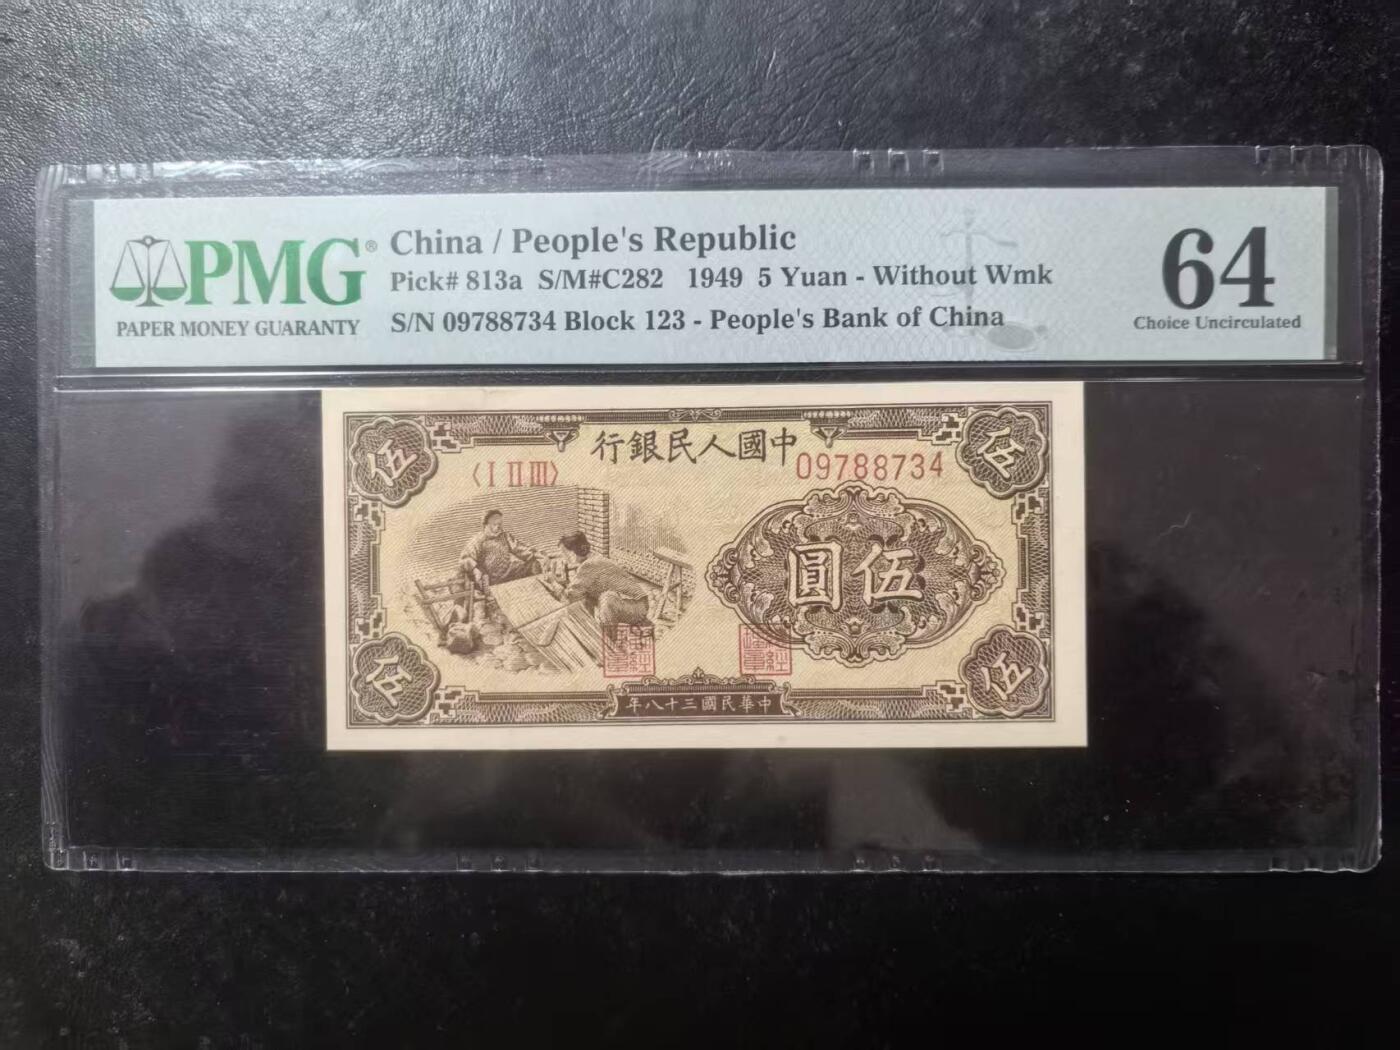 PMG®
PAPER MONEY GUARANTY
China / People's Republic
Pick# 813a S/M#C282 1949 5 Yuan - Without Wmk
S/N 09788734 Block 123 - People's Bank of China
64
Choice Uncirculated
伍
行銀民人國中
伍
〈I II III〉
09788734
圓伍
伍
年八十三國民華中
伍